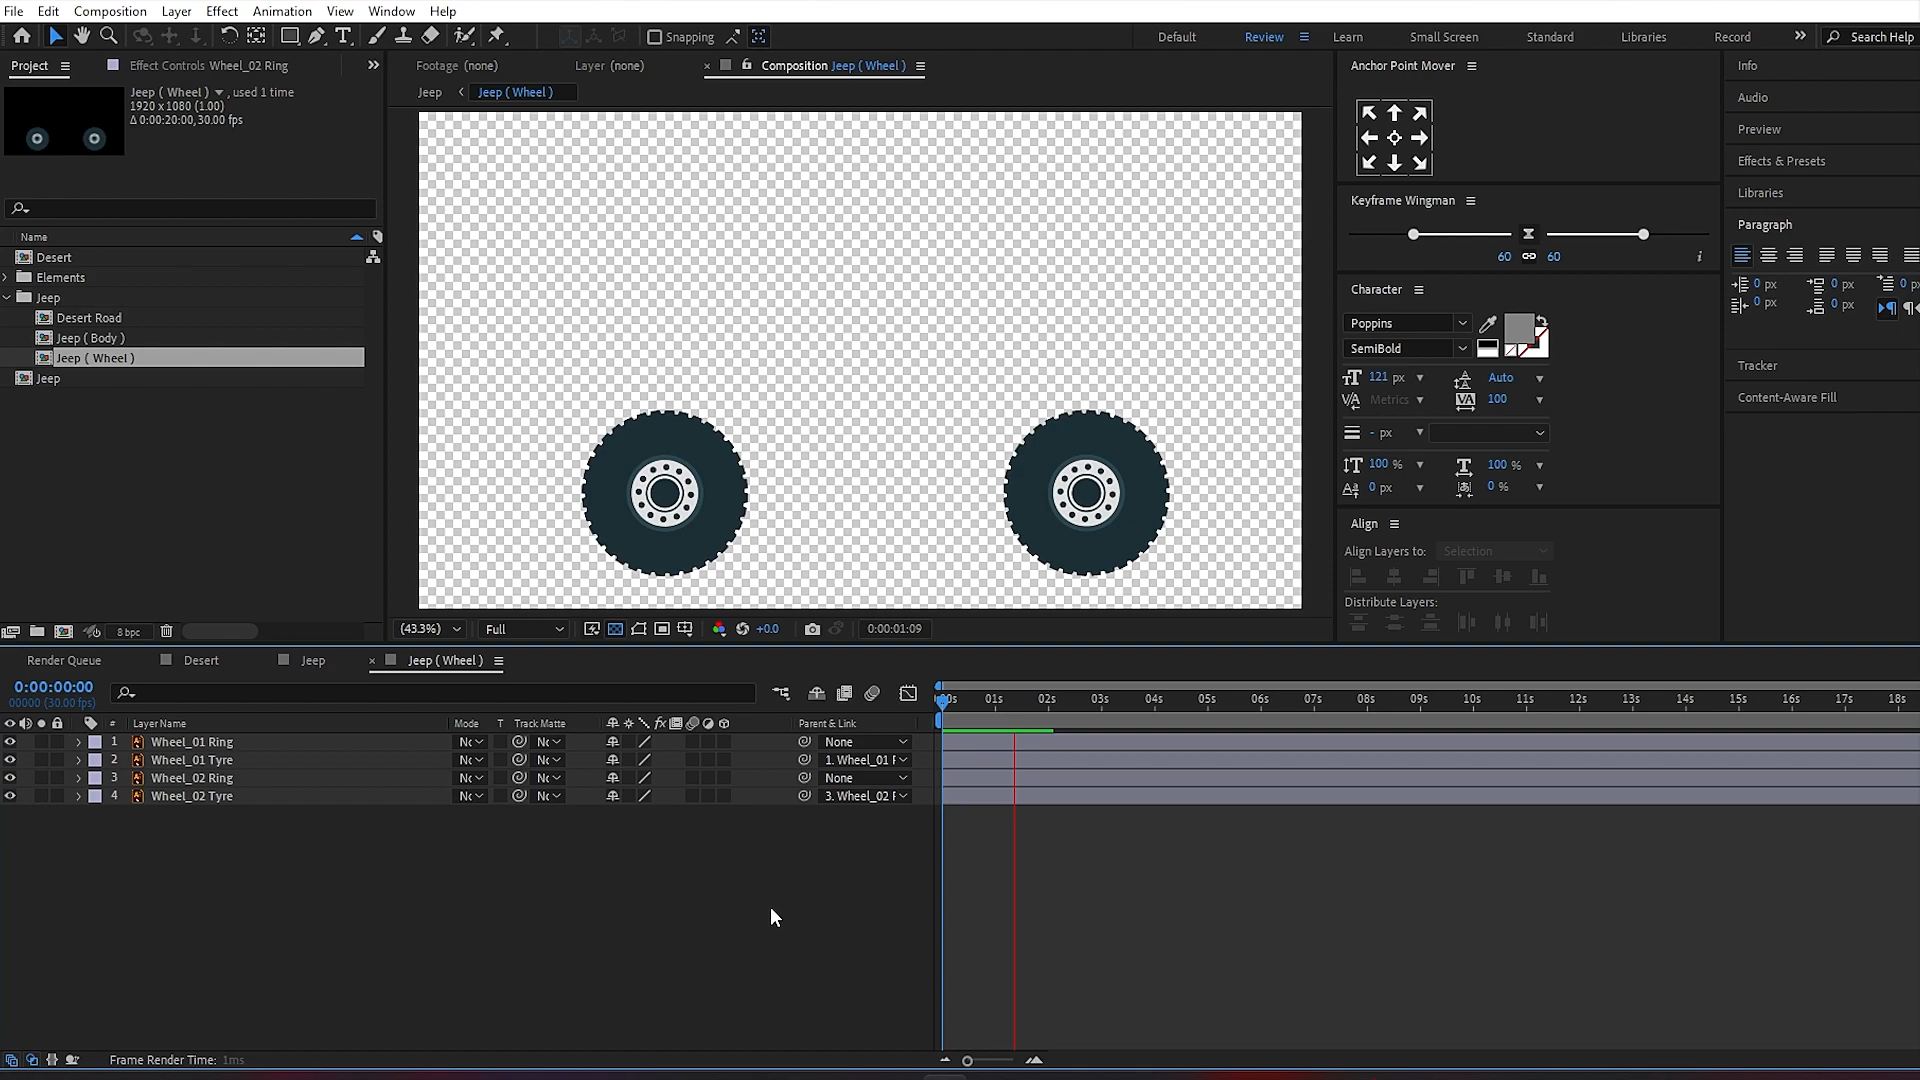 File Edit Composition Layer Effect Animation View Window Help
Snapping
Default Review Learn Small Screen Standard Libraries Record Search Help
Project Effect Controls Wheel_02 Ring
Jeep ( Wheel ) , used 1 time
1920 x 1080 (1.00)
Δ 0:00:20:00, 30.00 fps
Name
Desert
Elements
Jeep
Desert Road
Jeep ( Body )
Jeep ( Wheel )
Jeep
8 bpc
Footage (none) Layer (none) Composition Jeep ( Wheel )
Jeep Jeep ( Wheel )
(43.3%) Full +0.0 0:00:01:09
Anchor Point Mover
Keyframe Wingman
60 60
Character
Poppins
SemiBold
121 px Auto
Metrics 100
- px
100 % 100 %
0 px 0 %
Align
Align Layers to: Selection
Distribute Layers:
Info
Audio
Preview
Effects & Presets
Libraries
Paragraph
0 px 0 px 0 px
0 px 0 px
Tracker
Content-Aware Fill
Render Queue Desert Jeep Jeep ( Wheel )
0:00:00:00
00000 (30.00 fps)
00s 01s 02s 03s 04s 05s 06s 07s 08s 09s 10s 11s 12s 13s 14s 15s 16s 17s 18s
# Layer Name Mode T Track Matte fx Parent & Link
1 Wheel_01 Ring None
2 Wheel_01 Tyre 1. Wheel_01 F
3 Wheel_02 Ring None
4 Wheel_02 Tyre 3. Wheel_02 F
Frame Render Time: 1ms